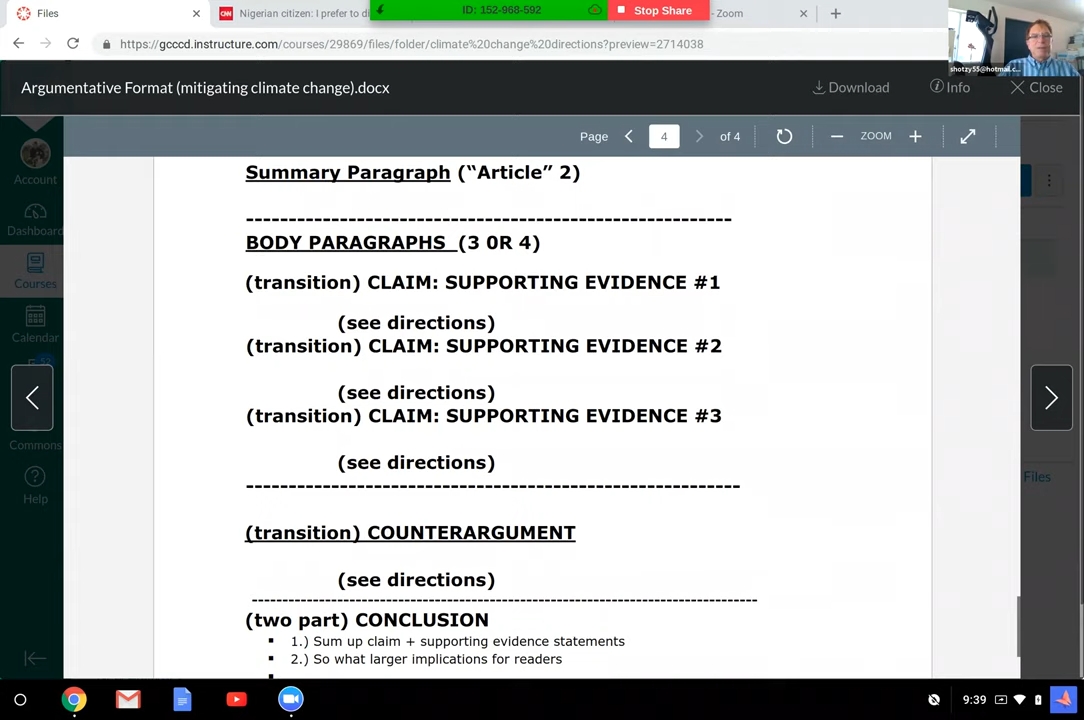 Files
CNN Nigerian citizen: I prefer to di
ID: 152-968-592
Stop Share
- Zoom
https://gcccd.instructure.com/courses/29869/files/folder/climate%20change%20directions?preview=2714038
shotzy55@hotmail.c...
Argumentative Format (mitigating climate change).docx
Download
Info
Close
Page
4
of 4
ZOOM
Account
Dashboard
Courses
Calendar
Commons
Help
Files
Summary Paragraph (“Article” 2)
---------------------------------------------------------
BODY PARAGRAPHS (3 0R 4)
(transition) CLAIM: SUPPORTING EVIDENCE #1
(see directions)
(transition) CLAIM: SUPPORTING EVIDENCE #2
(see directions)
(transition) CLAIM: SUPPORTING EVIDENCE #3
(see directions)
----------------------------------------------------------
(transition) COUNTERARGUMENT
(see directions)
-----------------------------------------------------------------------------------
(two part) CONCLUSION
▪ 1.) Sum up claim + supporting evidence statements
▪ 2.) So what larger implications for readers
9:39